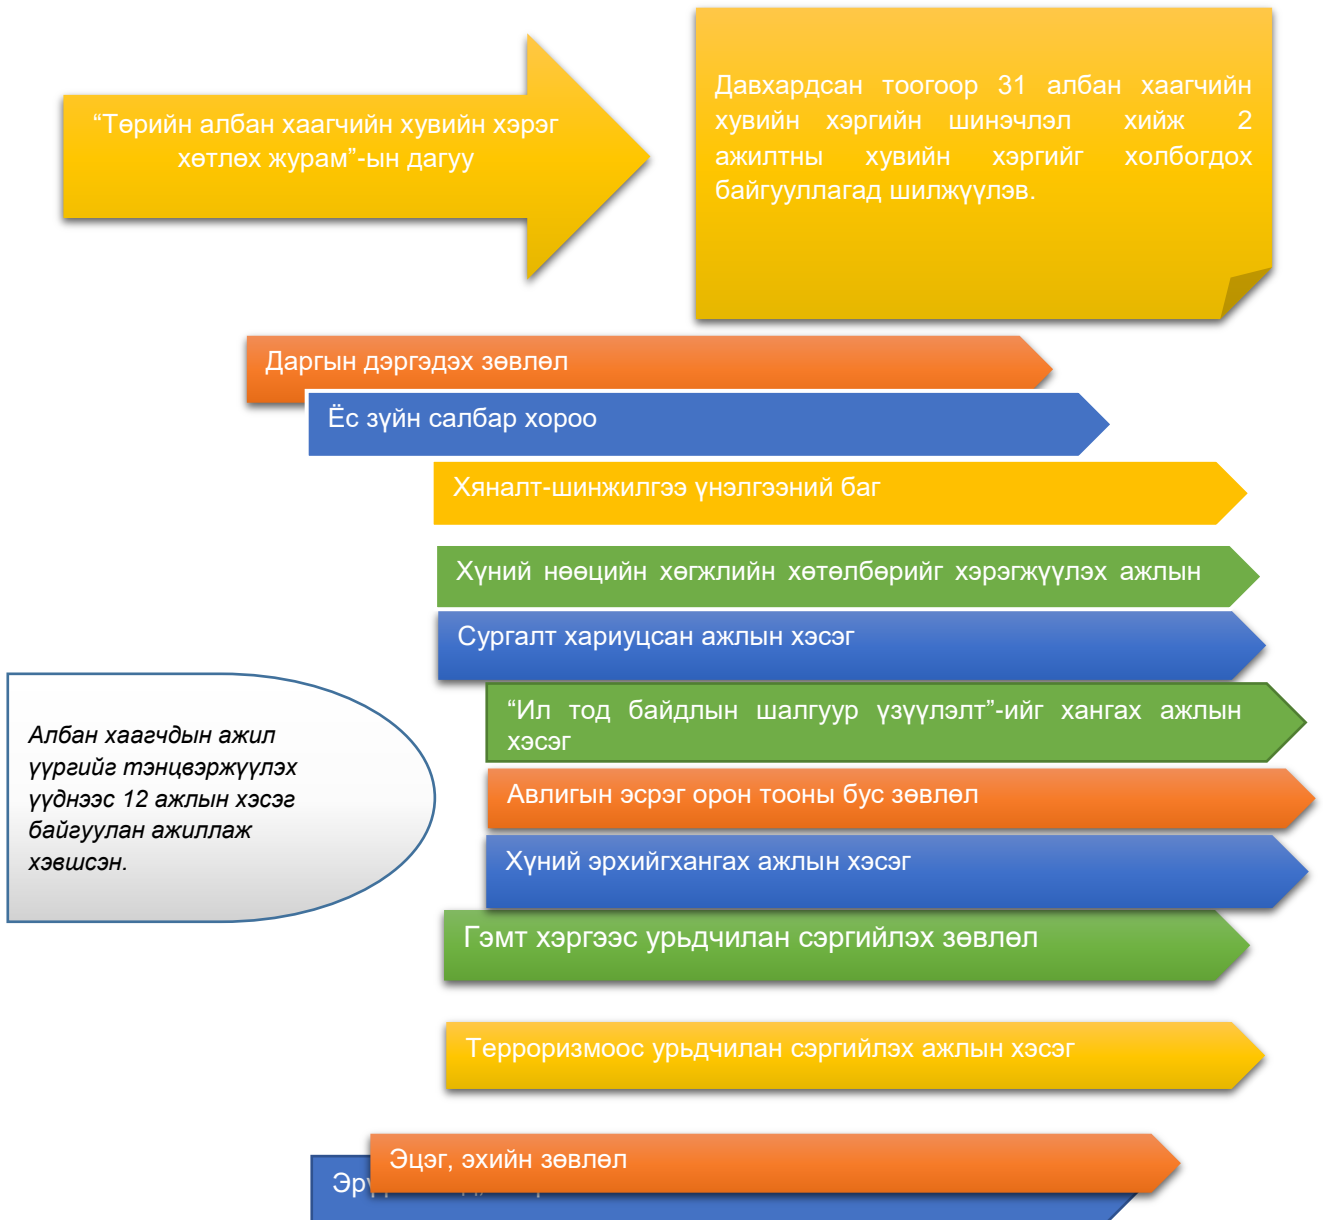 “Төрийн албан хаагчийн хувийн хэрэг
хөтлөх журам”-ын дагуу
Давхардсан тоогоор 31 албан хаагчийн
хувийн хэргийн шинэчлэл хийж 2
ажилтны хувийн хэргийг холбогдох
байгууллагад шилжүүлэв.
Даргын дэргэдэх зөвлөл
Ёс зүйн салбар хороо
Хяналт-шинжилгээ үнэлгээний баг
Хүний нөөцийн хөгжлийн хөтөлбөрийг хэрэгжүүлэх ажлын
Сургалт хариуцсан ажлын хэсэг
“Ил тод байдлын шалгуур үзүүлэлт”-ийг хангах ажлын
хэсэг
Авлигын эсрэг орон тооны бус зөвлөл
Хүний эрхийгхангах ажлын хэсэг
Албан хаагчдын ажил
үүргийг тэнцвэржүүлэх
үүднээс 12 ажлын хэсэг
байгуулан ажиллаж
хэвшсэн.
Гэмт хэргээс урьдчилан сэргийлэх зөвлөл
Терроризмоос урьдчилан сэргийлэх ажлын хэсэг
Эцэг, эхийн зөвлөл